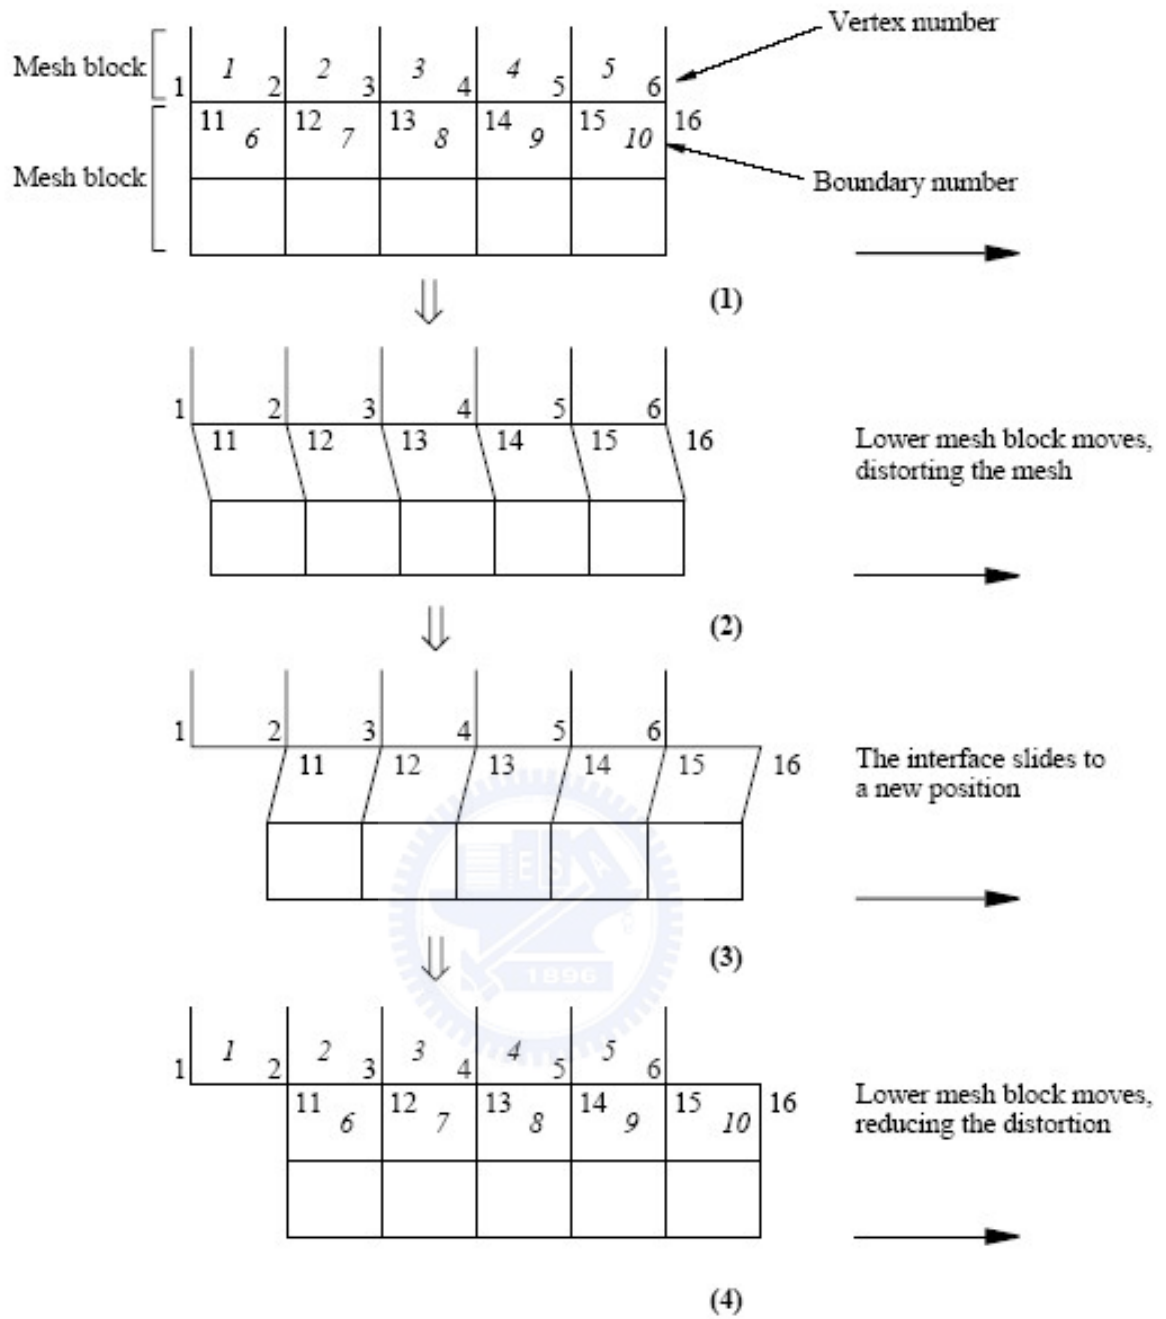 Vertex number
Mesh block
1 1 2 2 3 3 4 4 5 5 6
11 6 12 7 13 8 14 9 15 10 16
Mesh block
Boundary number
(1)
1 2 3 4 5 6
11 12 13 14 15 16
Lower mesh block moves,
distorting the mesh
(2)
1 2 3 4 5 6
11 12 13 14 15 16
The interface slides to
a new position
ESA
1896
(3)
1 1 2 2 3 3 4 4 5 5 6
11 6 12 7 13 8 14 9 15 10 16
Lower mesh block moves,
reducing the distortion
(4)